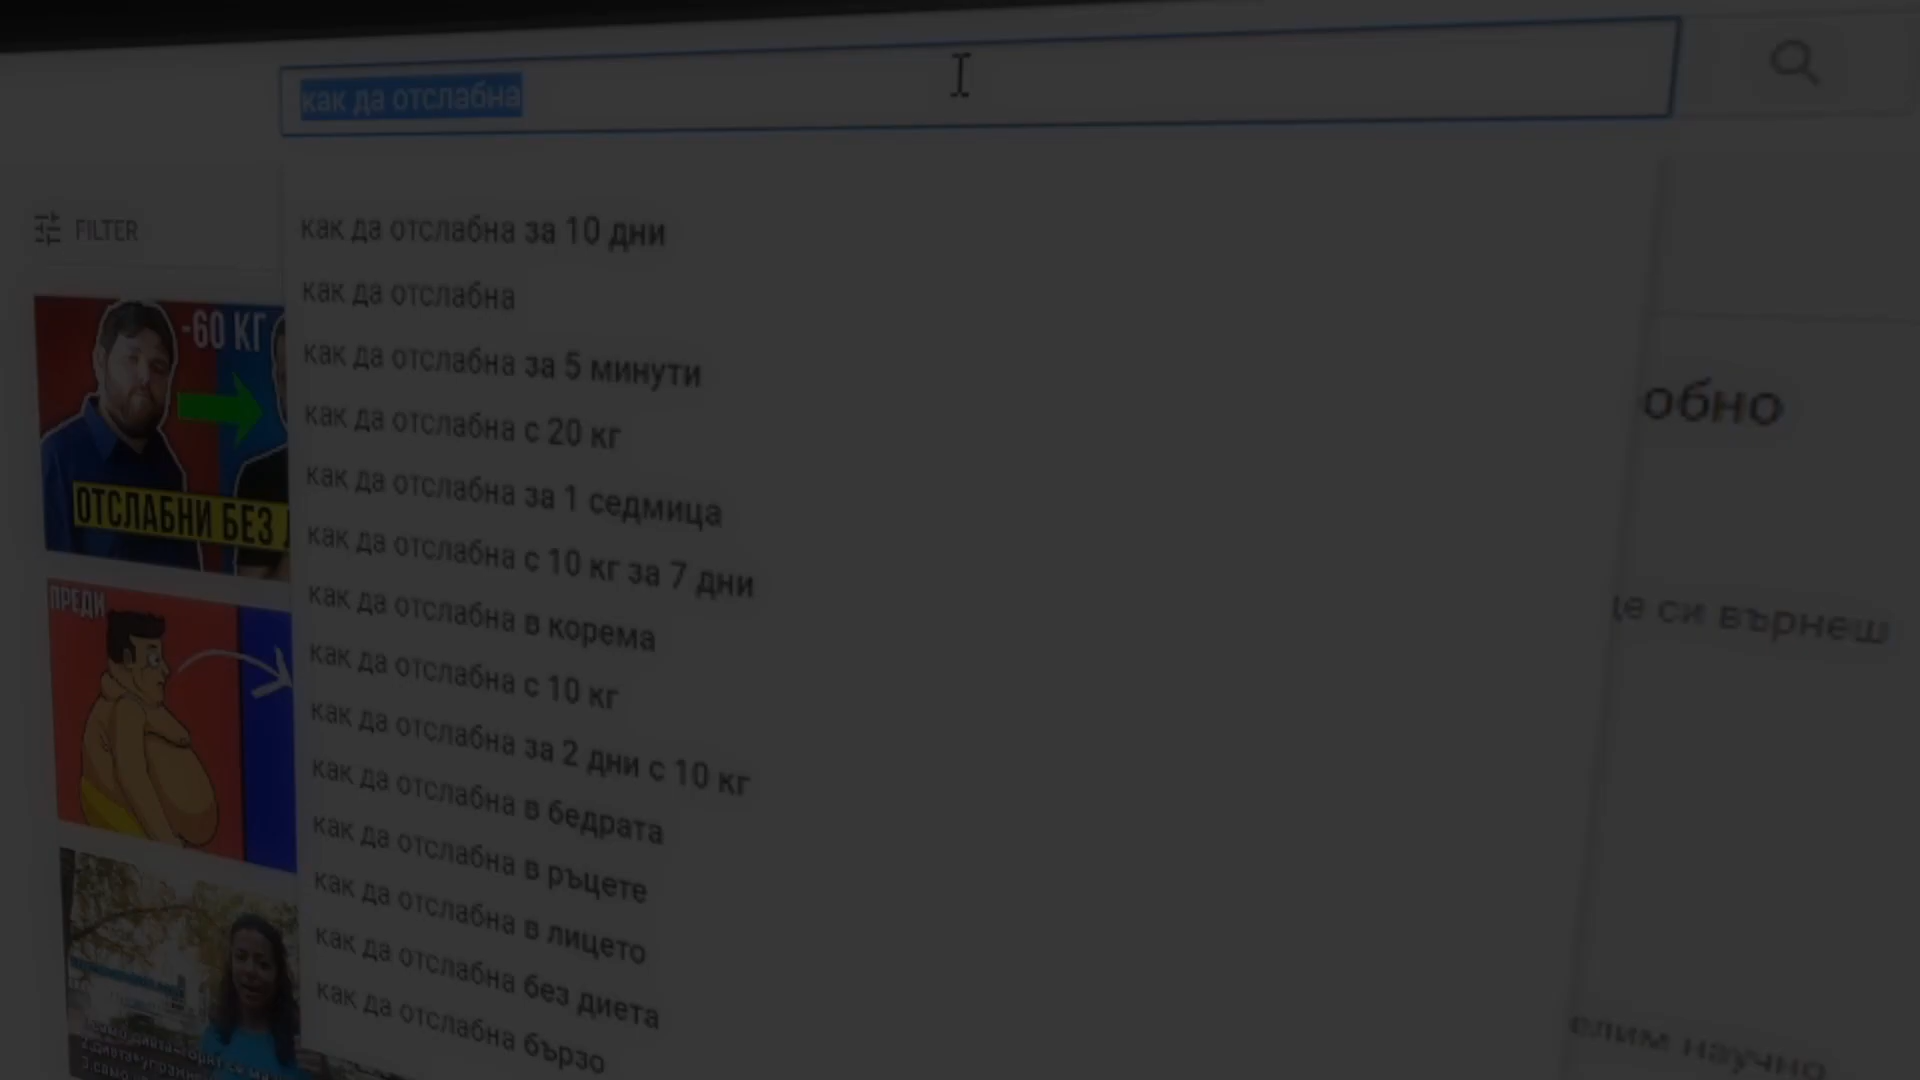 как да отслабна
FILTER
как да отслабна за 10 дни
как да отслабна
как да отслабна за 5 минути
как да отслабна с 20 кг
как да отслабна за 1 седмица
как да отслабна с 10 кг за 7 дни
как да отслабна в корема
как да отслабна с 10 кг
как да отслабна за 2 дни с 10 кг
как да отслабна в бедрата
как да отслабна в ръцете
как да отслабна в лицето
как да отслабна без диета
как да отслабна бързо
-60 КГ
ОТСЛАБНИ БЕЗ
ПРЕДИ
обно
си върнеш
елим научно